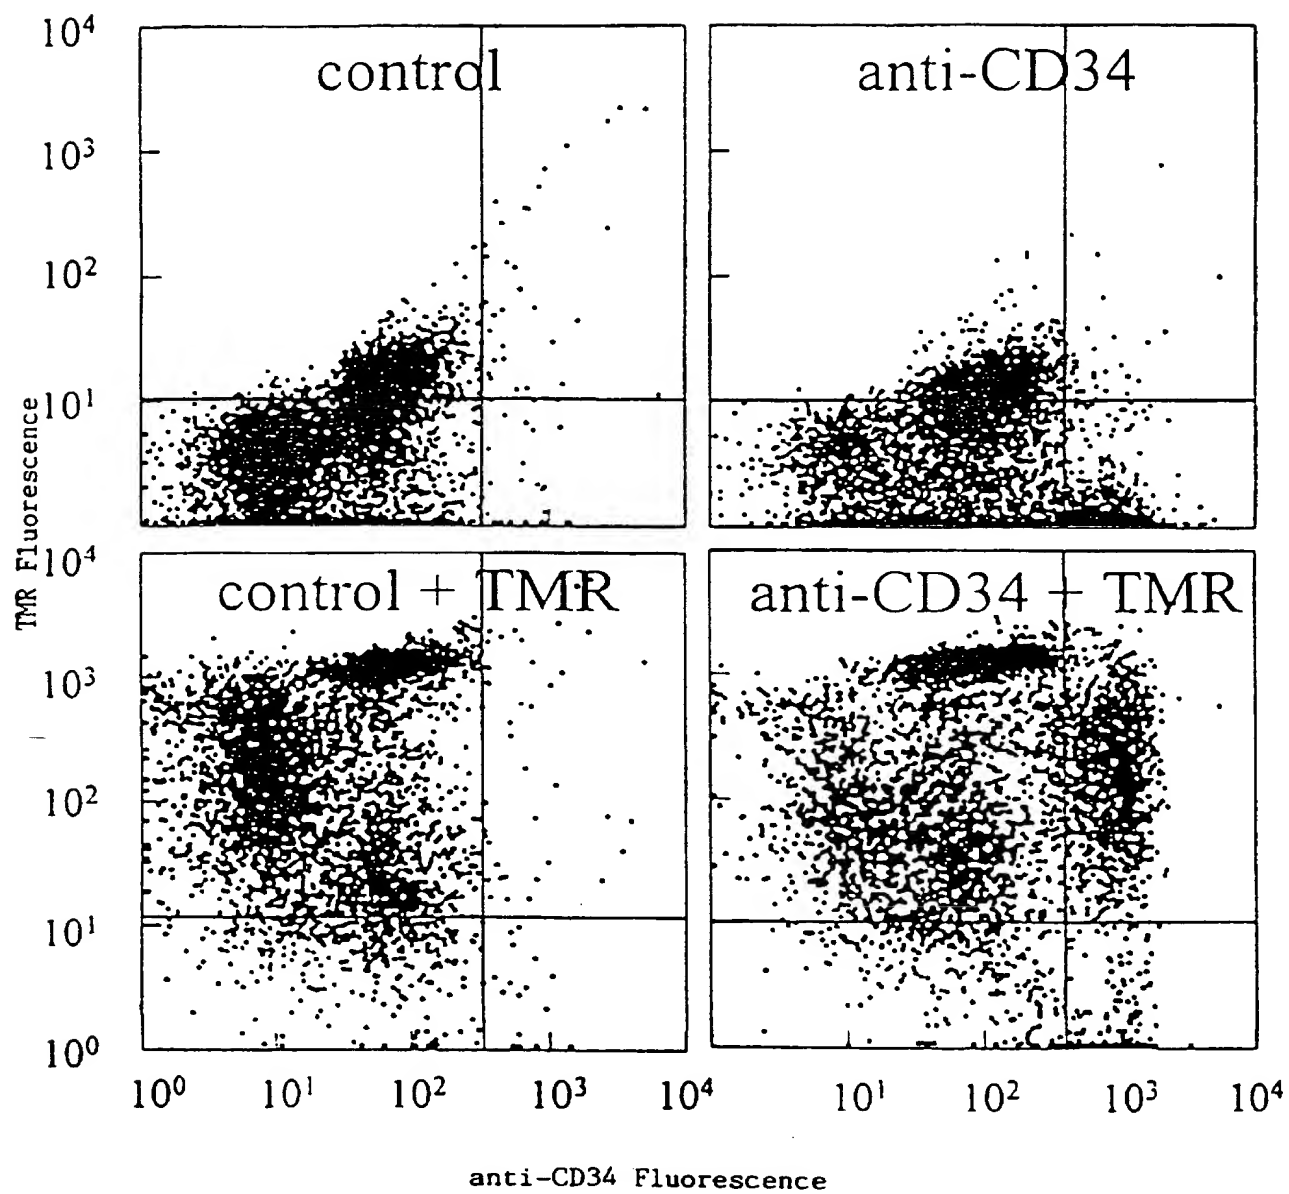 10⁴
control
anti-CD34
10³
10²
10¹
TMR Fluorescence
10⁴
control + TMR
anti-CD34 + TMR
10³
10²
10¹
10⁰
10⁰ 10¹ 10² 10³ 10⁴
10¹ 10² 10³ 10⁴
anti-CD34 Fluorescence